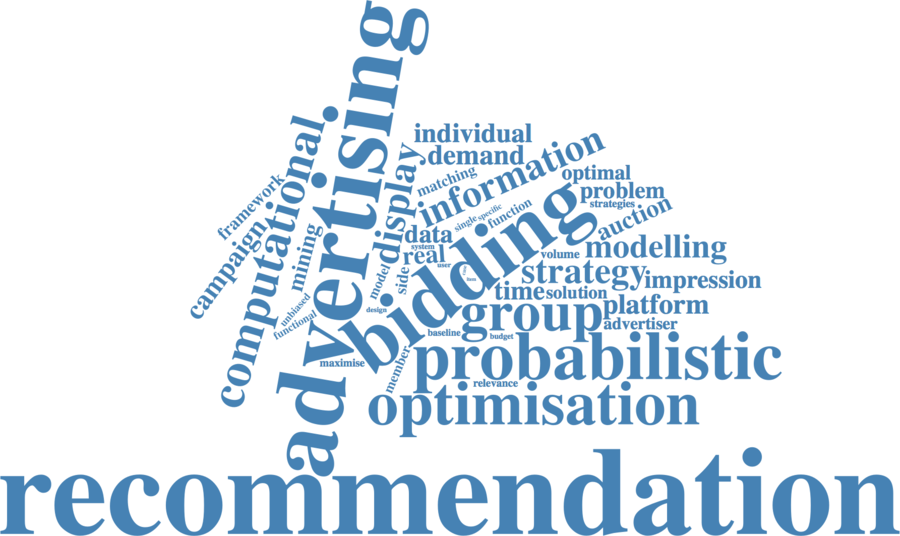 advertising
individual
demand
computational
display
matching
information
optimal
framework
problem
strategies
single
specific
function
auction
campaign
mining
data
system
real
bidding
volume
modelling
user
side
model
strategy
impression
time
solution
unbiased
functional
design
group
platform
advertiser
baseline
budget
maximise
probabilistic
member
relevance
optimisation
recommendation